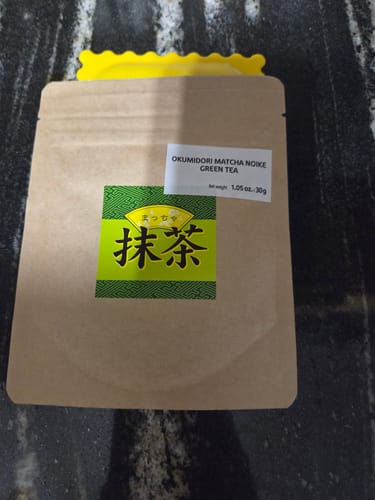 OKUMIDORI MATCHA NOIKE
GREEN TEA
Net weight 1.05 oz.-30g
まっちゃ
抹茶